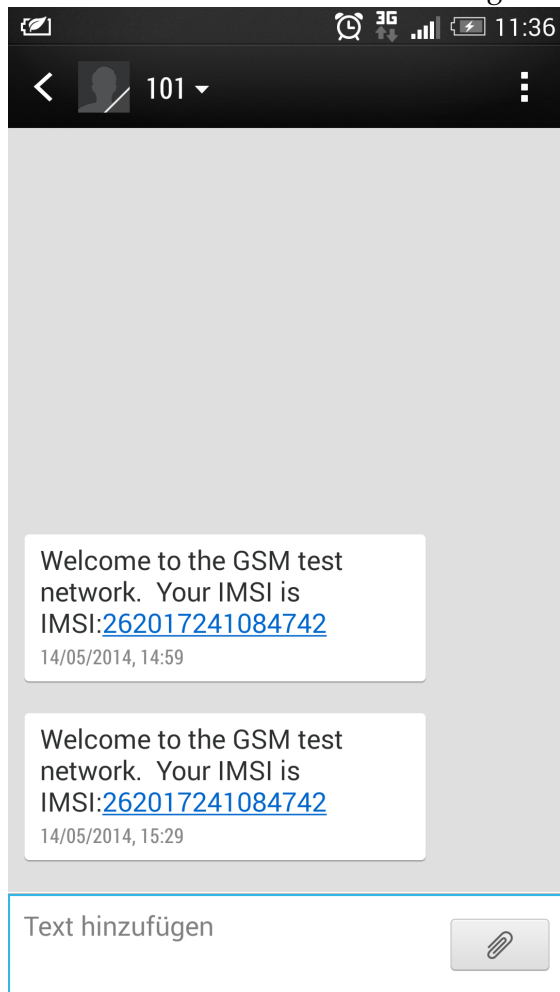 3G 11:36
101
Welcome to the GSM test
network.  Your IMSI is
IMSI:262017241084742
14/05/2014, 14:59
Welcome to the GSM test
network.  Your IMSI is
IMSI:262017241084742
14/05/2014, 15:29
Text hinzufügen